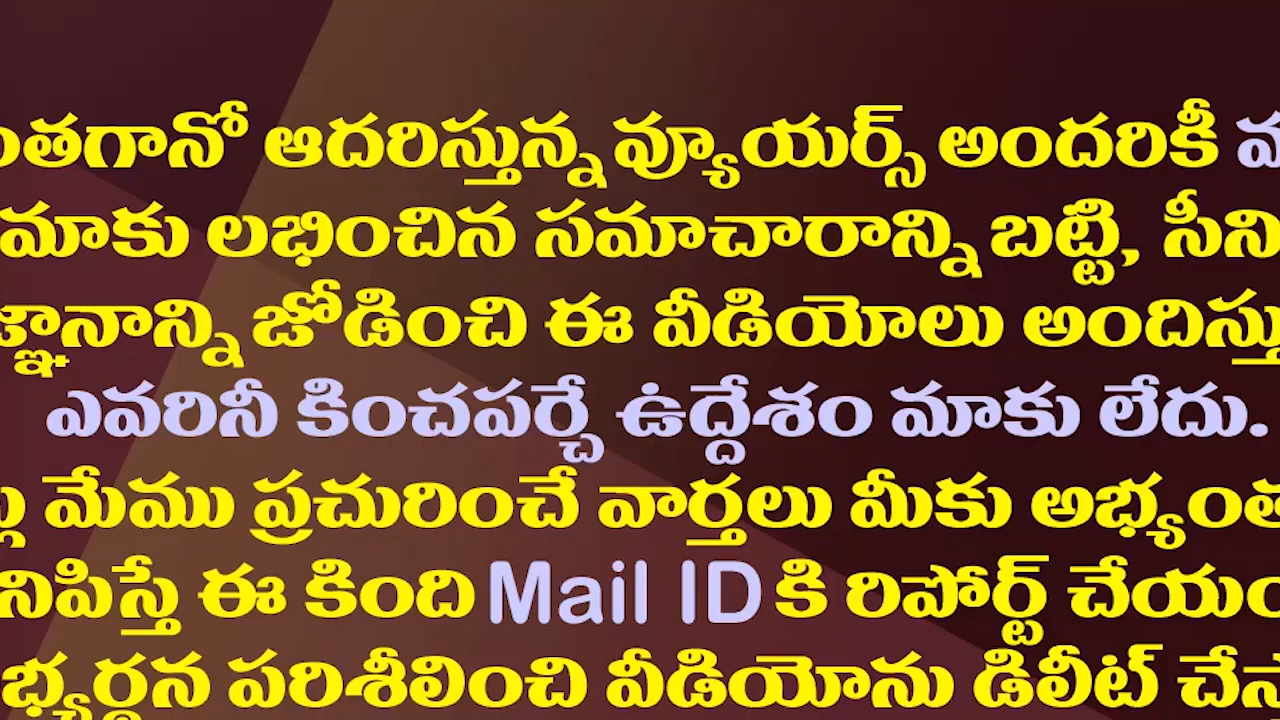 ంతగానో ఆదరిస్తున్న వ్యూయర్స్ అందరికీ
మాకు లభించిన సమాచారాన్ని బట్టి, సీని
జ్ఞానాన్ని జోడించి ఈ వీడియోలు అందిస్తు
ఎవరినీ కించపర్చే ఉద్దేశం మాకు లేదు.
మేము ప్రచురించే వార్తలు మీకు అభ్యంత
నిపిస్తే ఈ కింది Mail ID కి రిపోర్ట్ చేయం
భ్యర్థన పరిశీలించి వీడియోను డిలీట్ చేస